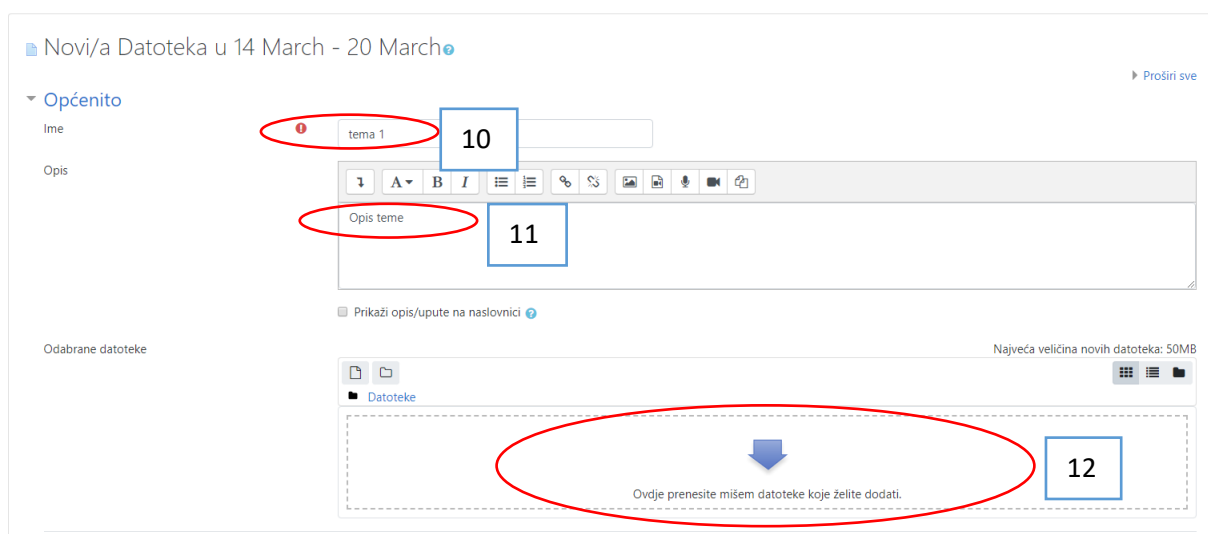 Novi/a Datoteka u 14 March - 20 March
Proširi sve
Općenito
Ime
tema 1
10
Opis
A B I
Opis teme
11
Prikaži opis/upute na naslovnici
Odabrane datoteke
Najveća veličina novih datoteka: 50MB
Datoteke
12
Ovdje prenesite mišem datoteke koje želite dodati.